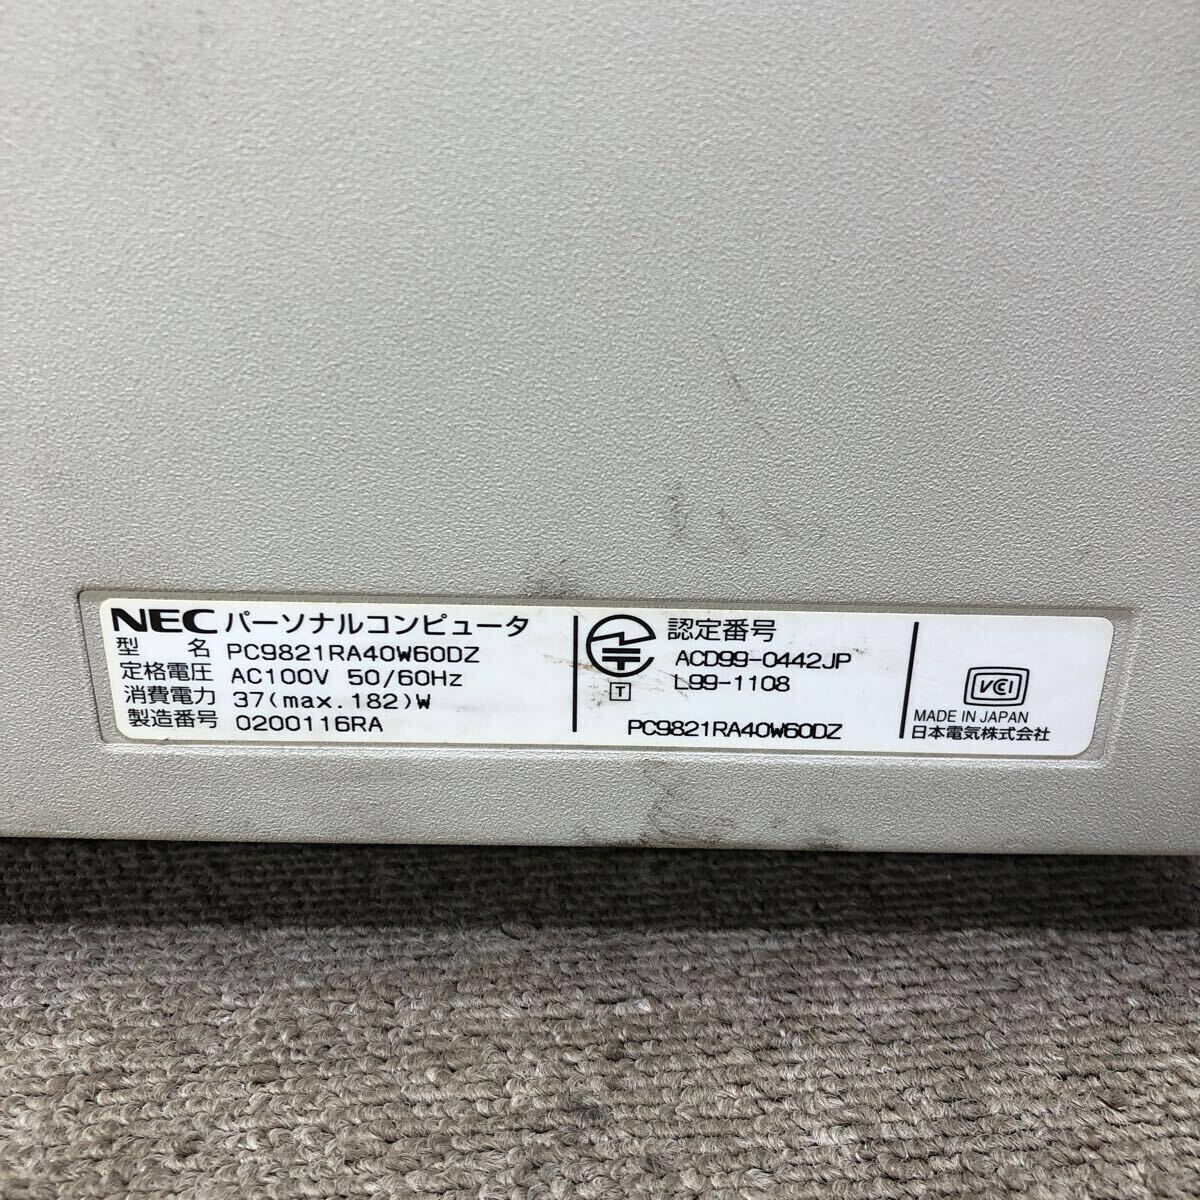 NEC パーソナルコンピュータ
型 名 PC9821RA40W60DZ
定格電圧 AC100V 50/60Hz
消費電力 37(max.182)W
製造番号 0200116RA
認定番号
ACD99-0442JP
L99-1108
T
PC9821RA40W60DZ
VCI
MADE IN JAPAN
日本電気株式会社